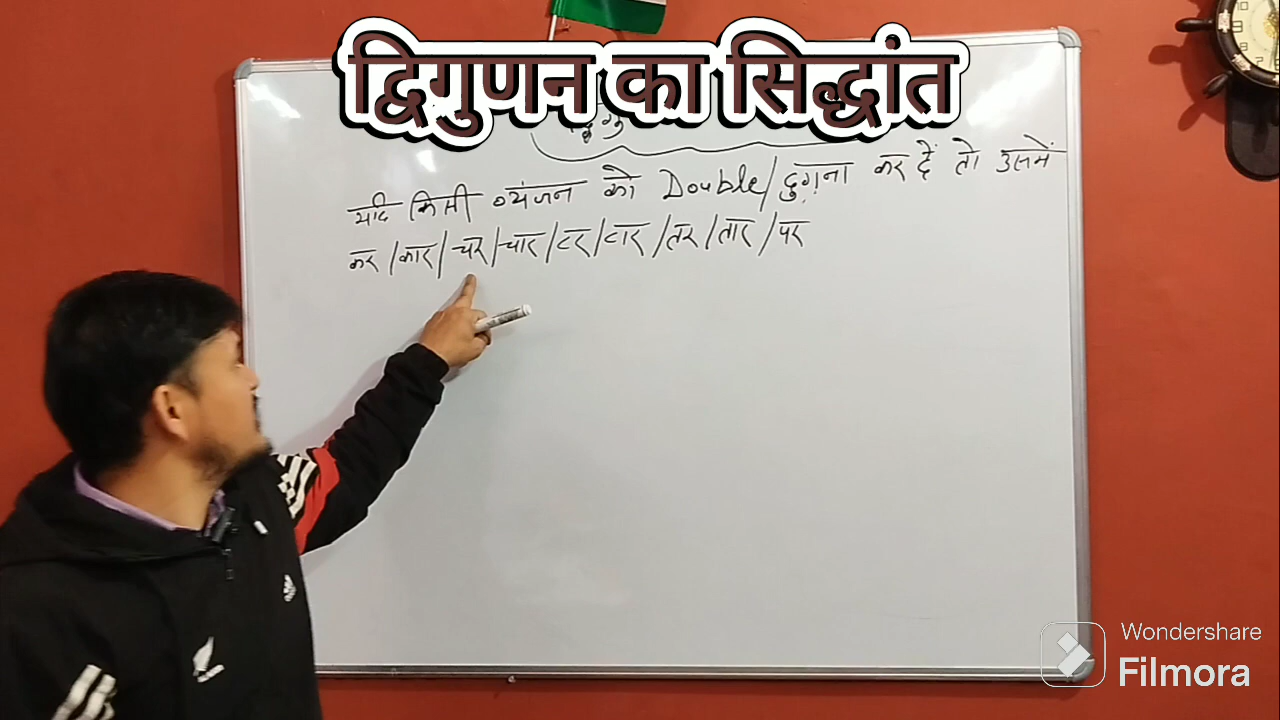 द्विगुणन का सिद्धांत
यदि किसी व्यंजन को Double/दुगना कर दें तो उसमें
कर/कार/चर/चार/टर/टार/तर/तार/पर
Wondershare
Filmora